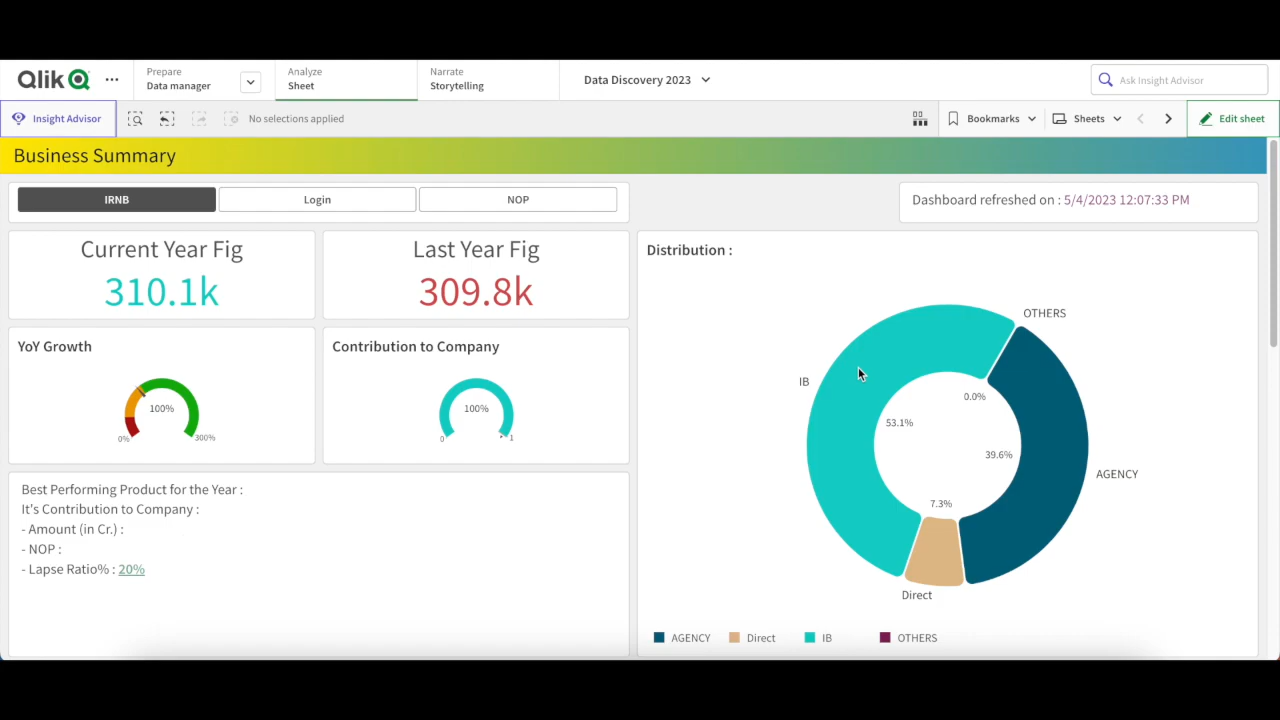 Qlik
Prepare
Data manager
Analyze
Sheet
Narrate
Storytelling
Data Discovery 2023
Ask Insight Advisor
Insight Advisor
No selections applied
Bookmarks
Sheets
Edit sheet
Business Summary
IRNB
Login
NOP
Dashboard refreshed on : 5/4/2023 12:07:33 PM
Current Year Fig
310.1k
Last Year Fig
309.8k
YoY Growth
100%
0%
300%
Contribution to Company
100%
0
1
Best Performing Product for the Year :
It's Contribution to Company :
- Amount (in Cr.) :
- NOP :
- Lapse Ratio% : 20%
Distribution :
OTHERS
IB
0.0%
53.1%
39.6%
AGENCY
7.3%
Direct
AGENCY Direct IB OTHERS